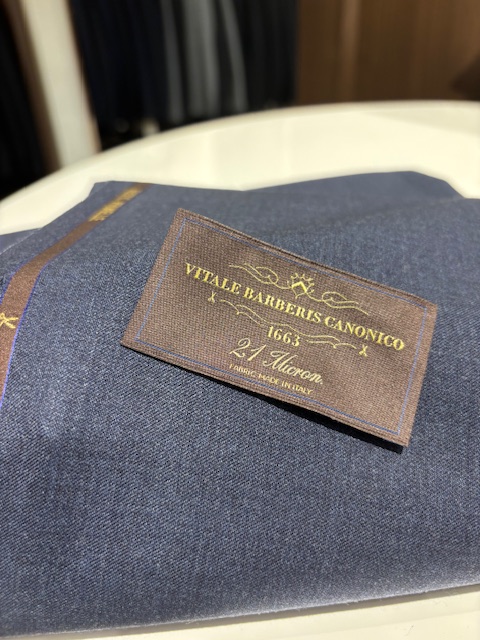 VITALE BARBERIS CANONICO
1663
21 Micron.
FABRIC MADE IN ITALY